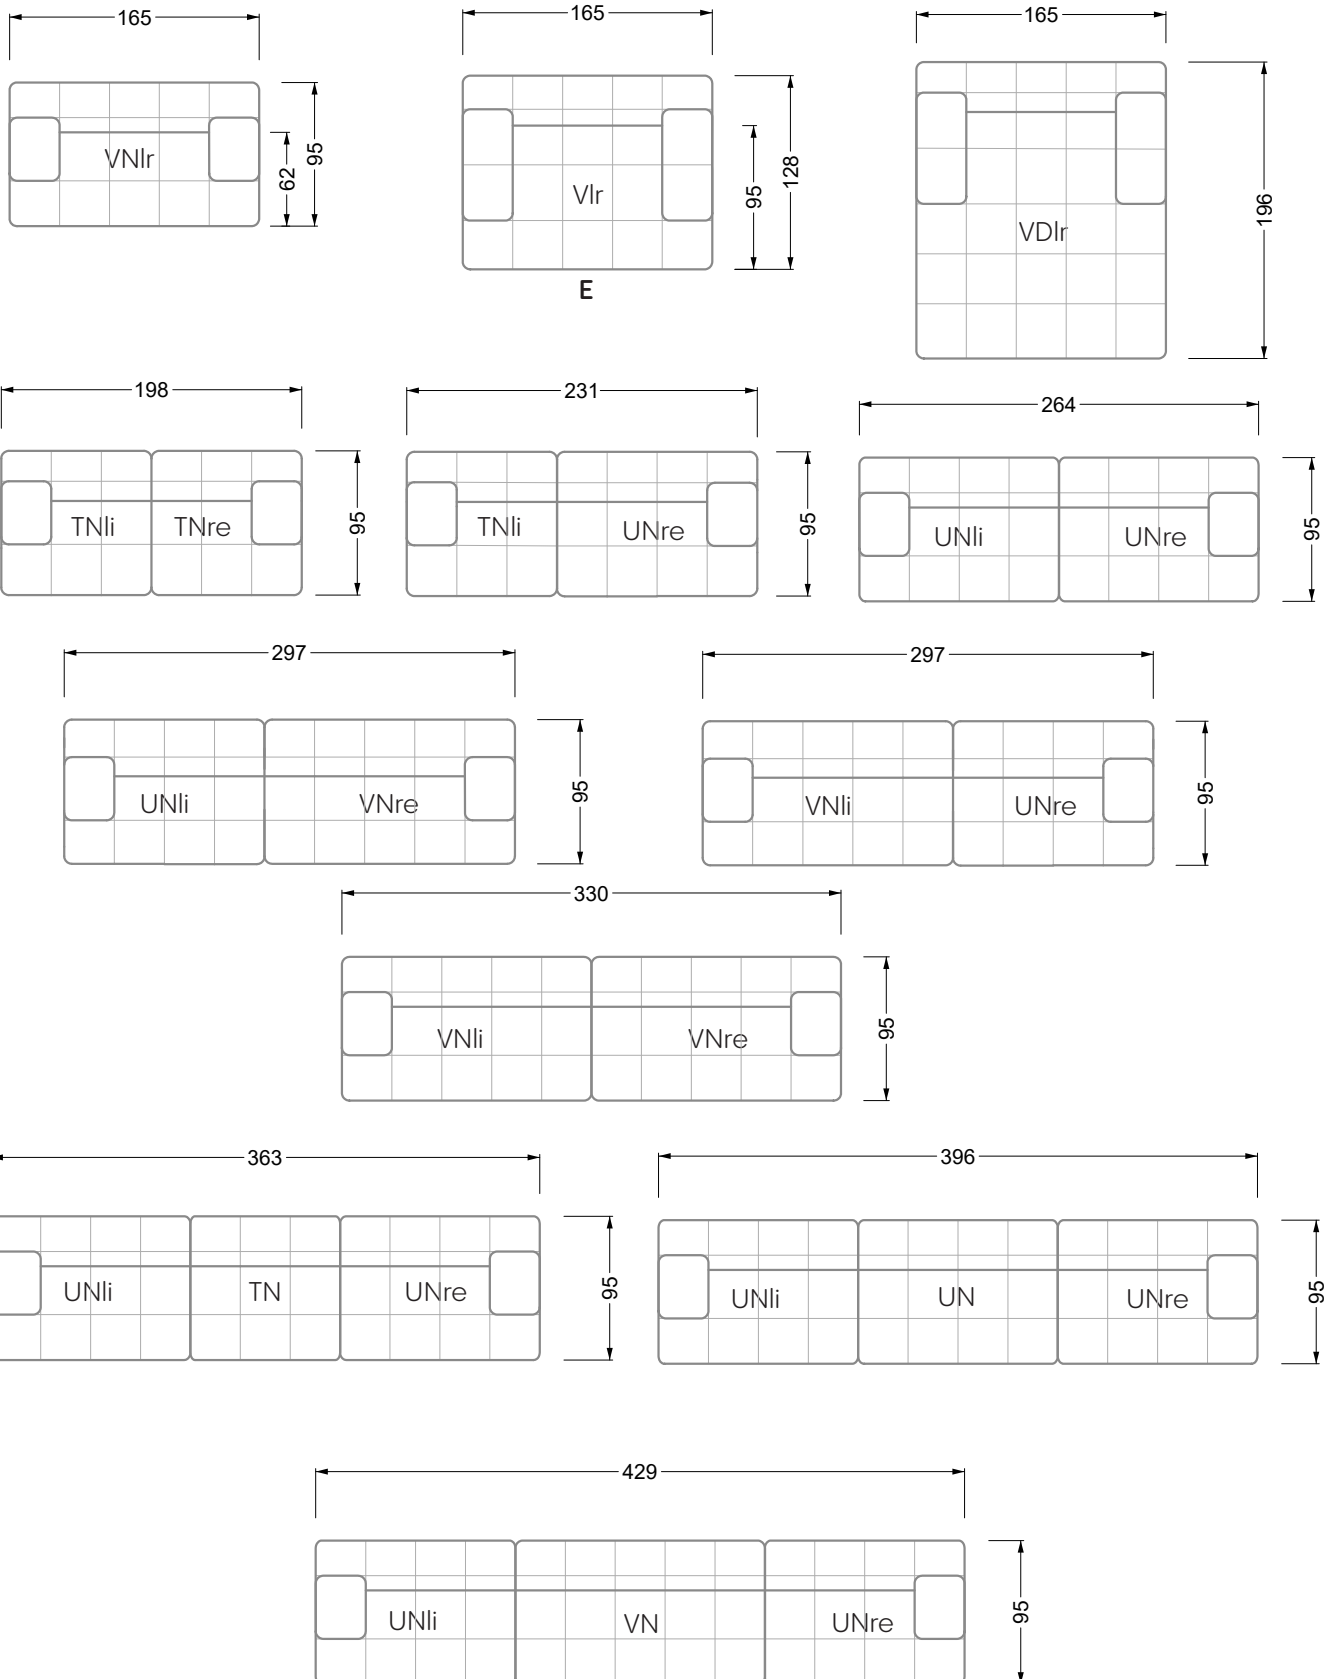 165
165
165
VNlr
62
95
Vlr
95
128
E
VDlr
196
198
231
264
TNli TNre
95
TNli UNre
95
UNli UNre
95
297
297
UNli VNre
95
VNli UNre
95
330
VNli VNre
95
363
396
UNli TN UNre
95
UNli UN UNre
95
429
UNli VN UNre
95